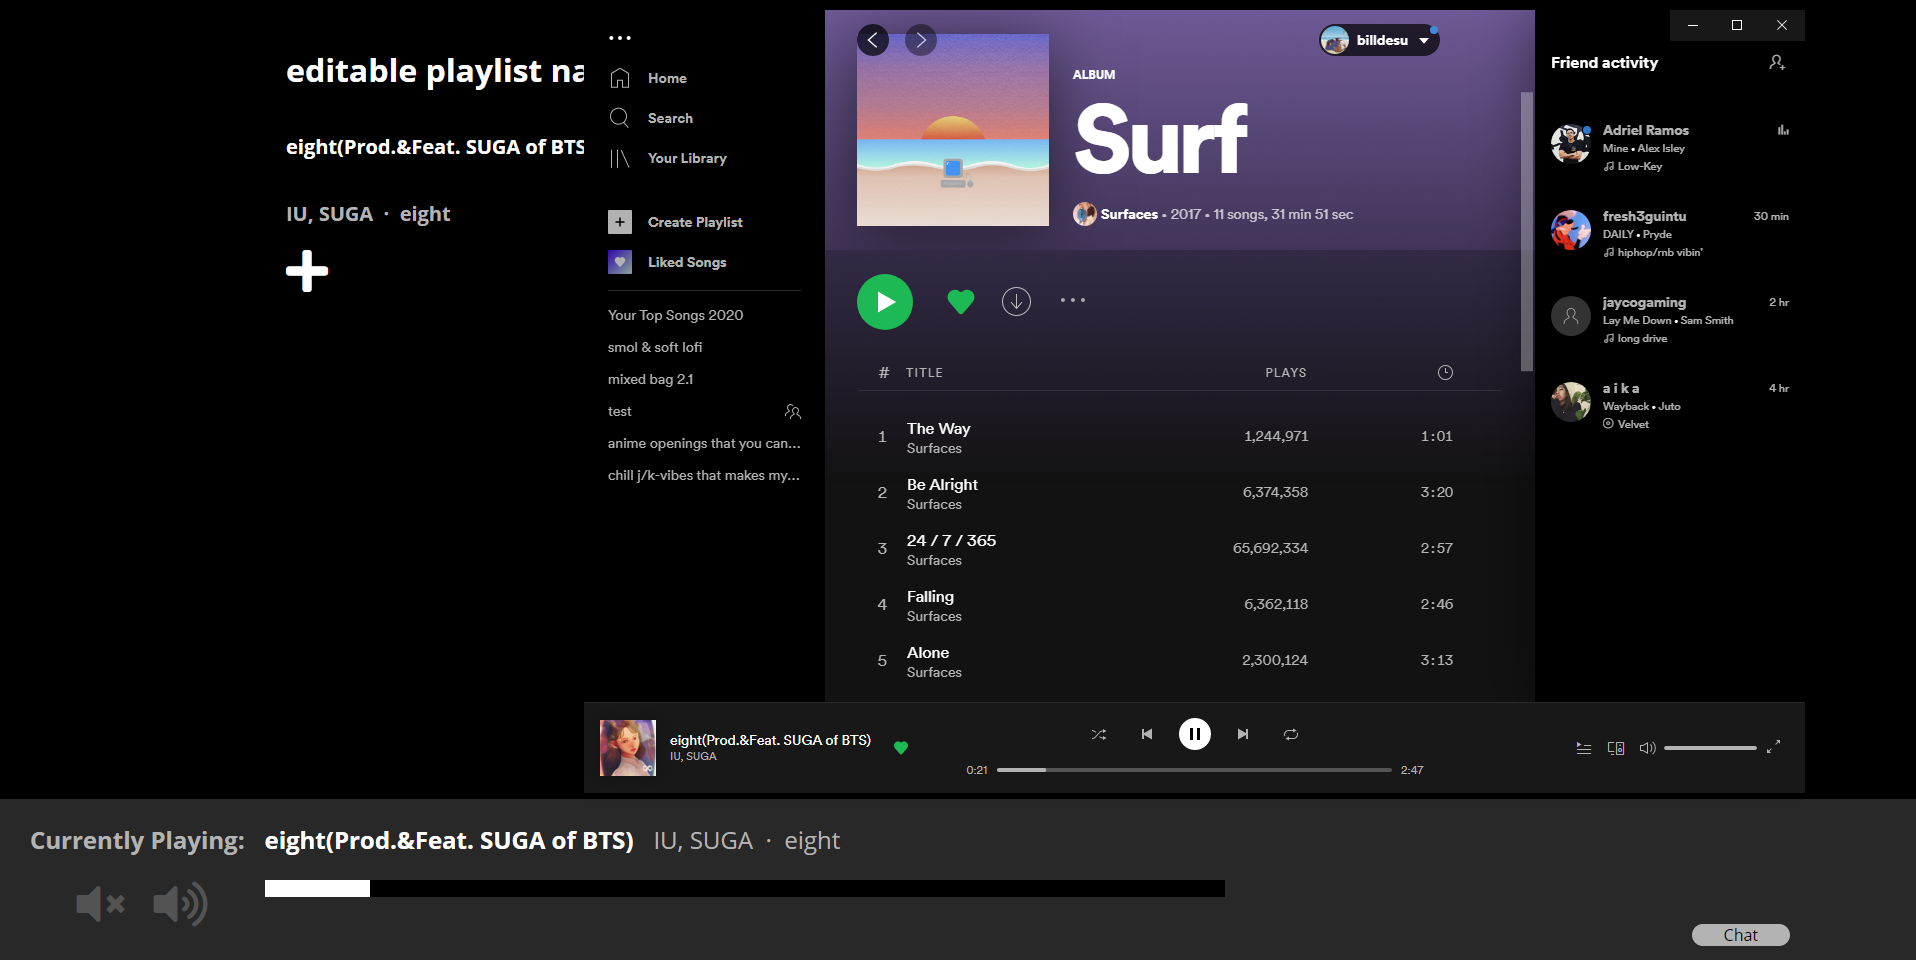 editable playlist na
eight(Prod.&Feat. SUGA of BTS
IU, SUGA · eight
Home
Search
Your Library
Create Playlist
Liked Songs
Your Top Songs 2020
smol & soft lofi
mixed bag 2.1
test
anime openings that you can...
chill j/k-vibes that makes my...
billdesu
ALBUM
Surf
Surfaces • 2017 • 11 songs, 31 min 51 sec
# TITLE PLAYS
1 The Way 1,244,971 1:01
Surfaces
2 Be Alright 6,374,358 3:20
Surfaces
3 24 / 7 / 365 65,692,334 2:57
Surfaces
4 Falling 6,362,118 2:46
Surfaces
5 Alone 2,300,124 3:13
Surfaces
Friend activity
Adriel Ramos
Mine • Alex Isley
Low-Key
fresh3guintu 30 min
DAILY • Pryde
hiphop/rnb vibin'
jaycogaming 2 hr
Lay Me Down • Sam Smith
long drive
a i k a 4 hr
Wayback • Juto
Velvet
eight(Prod.&Feat. SUGA of BTS)
IU, SUGA
0:21 2:47
Currently Playing: eight(Prod.&Feat. SUGA of BTS) IU, SUGA · eight
Chat